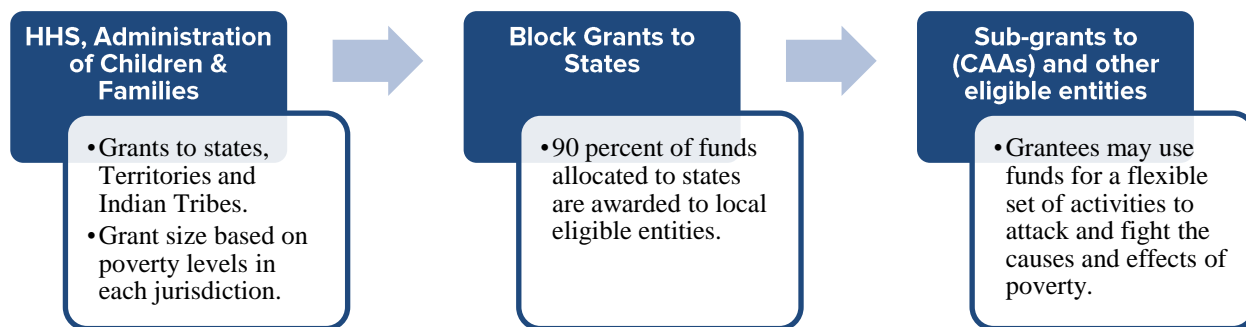 HHS, Administration
of Children &
Families
•Grants to states,
Territories and
Indian Tribes.
•Grant size based on
poverty levels in
each jurisdiction.
Block Grants to
States
•90 percent of funds
allocated to states
are awarded to local
eligible entities.
Sub-grants to
(CAAs) and other
eligible entities
•Grantees may use
funds for a flexible
set of activities to
attack and fight the
causes and effects of
poverty.